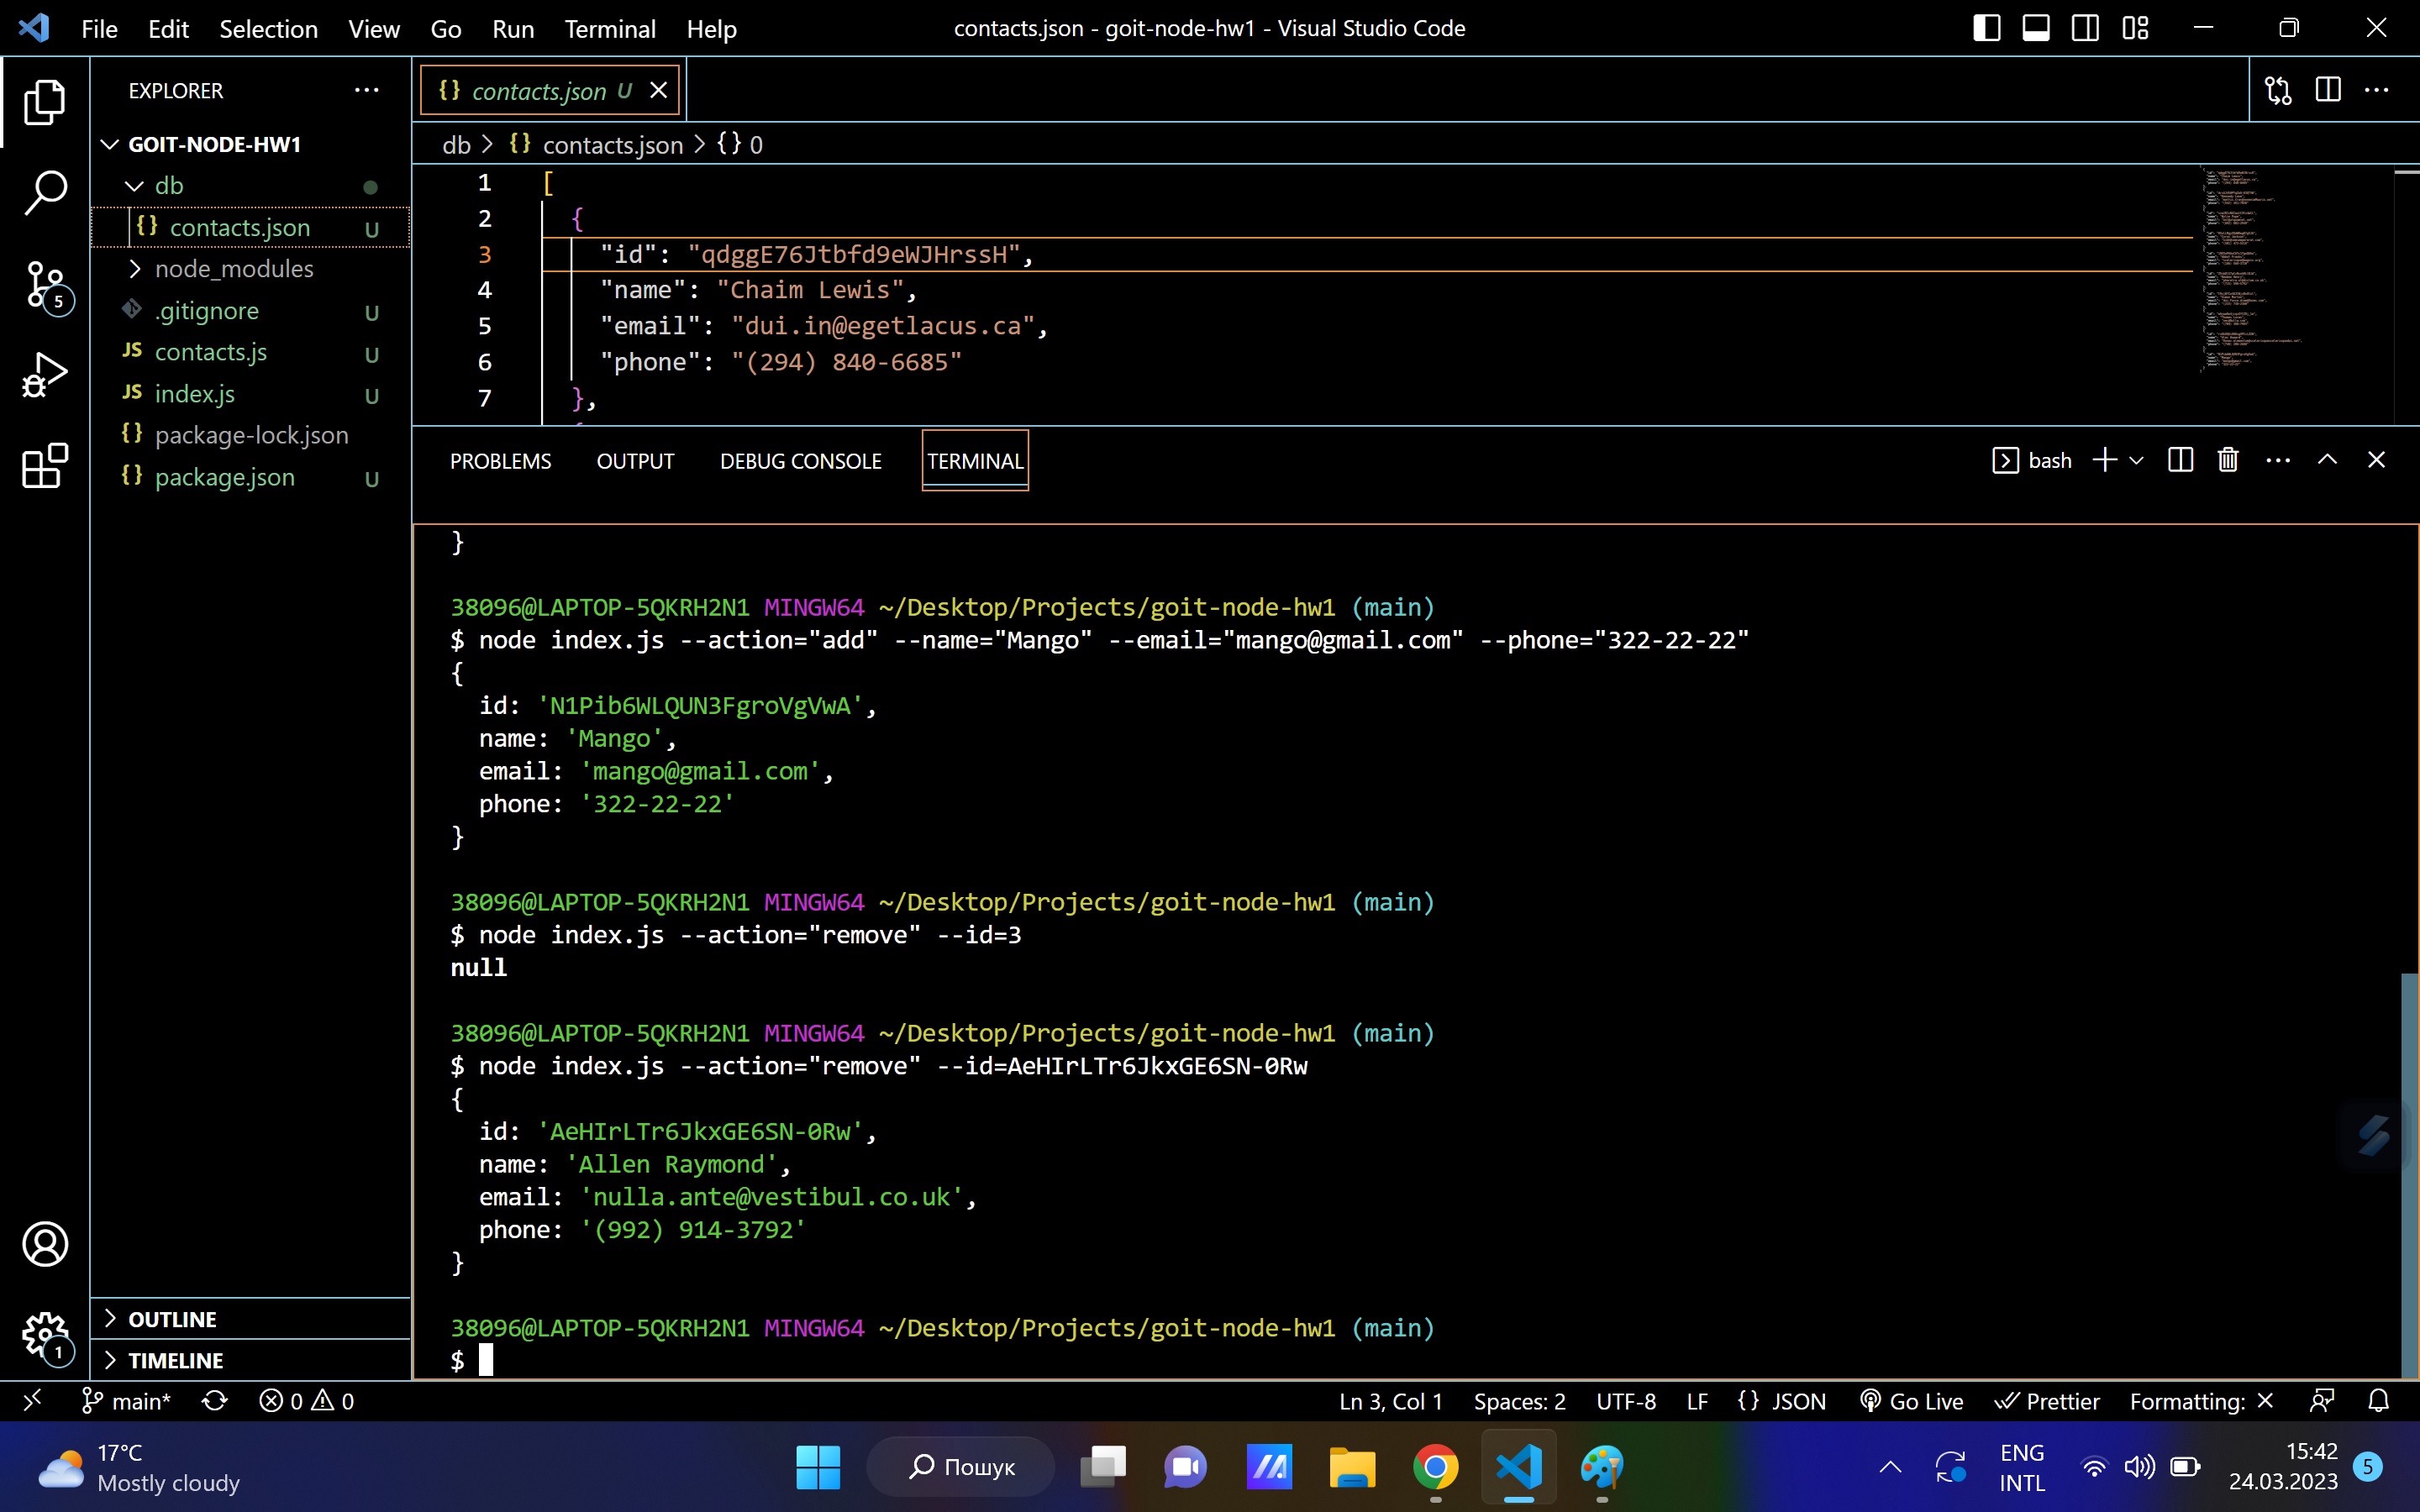 File Edit Selection View Go Run Terminal Help
contacts.json - goit-node-hw1 - Visual Studio Code
EXPLORER
GOIT-NODE-HW1
db
{} contacts.json U
node_modules
.gitignore U
JS contacts.js U
JS index.js U
{} package-lock.json
{} package.json U
OUTLINE
TIMELINE
5
1
{} contacts.json U
db > {} contacts.json > {} 0
1 [
2 {
3 "id": "qdggE76Jtbfd9eWJHrssH",
4 "name": "Chaim Lewis",
5 "email": "dui.in@egetlacus.ca",
6 "phone": "(294) 840-6685"
7 },
PROBLEMS OUTPUT DEBUG CONSOLE TERMINAL
bash
}
38096@LAPTOP-5QKRH2N1 MINGW64 ~/Desktop/Projects/goit-node-hw1 (main)
$ node index.js --action="add" --name="Mango" --email="mango@gmail.com" --phone="322-22-22"
{
id: 'N1Pib6WLQUN3FgroVgVwA',
name: 'Mango',
email: 'mango@gmail.com',
phone: '322-22-22'
}
38096@LAPTOP-5QKRH2N1 MINGW64 ~/Desktop/Projects/goit-node-hw1 (main)
$ node index.js --action="remove" --id=3
null
38096@LAPTOP-5QKRH2N1 MINGW64 ~/Desktop/Projects/goit-node-hw1 (main)
$ node index.js --action="remove" --id=AeHIrLTr6JkxGE6SN-0Rw
{
id: 'AeHIrLTr6JkxGE6SN-0Rw',
name: 'Allen Raymond',
email: 'nulla.ante@vestibul.co.uk',
phone: '(992) 914-3792'
}
38096@LAPTOP-5QKRH2N1 MINGW64 ~/Desktop/Projects/goit-node-hw1 (main)
$
main* 0 0
Ln 3, Col 1 Spaces: 2 UTF-8 LF {} JSON Go Live Prettier Formatting: ×
17°C
Mostly cloudy
Пошук
ENG
INTL
15:42
24.03.2023
5